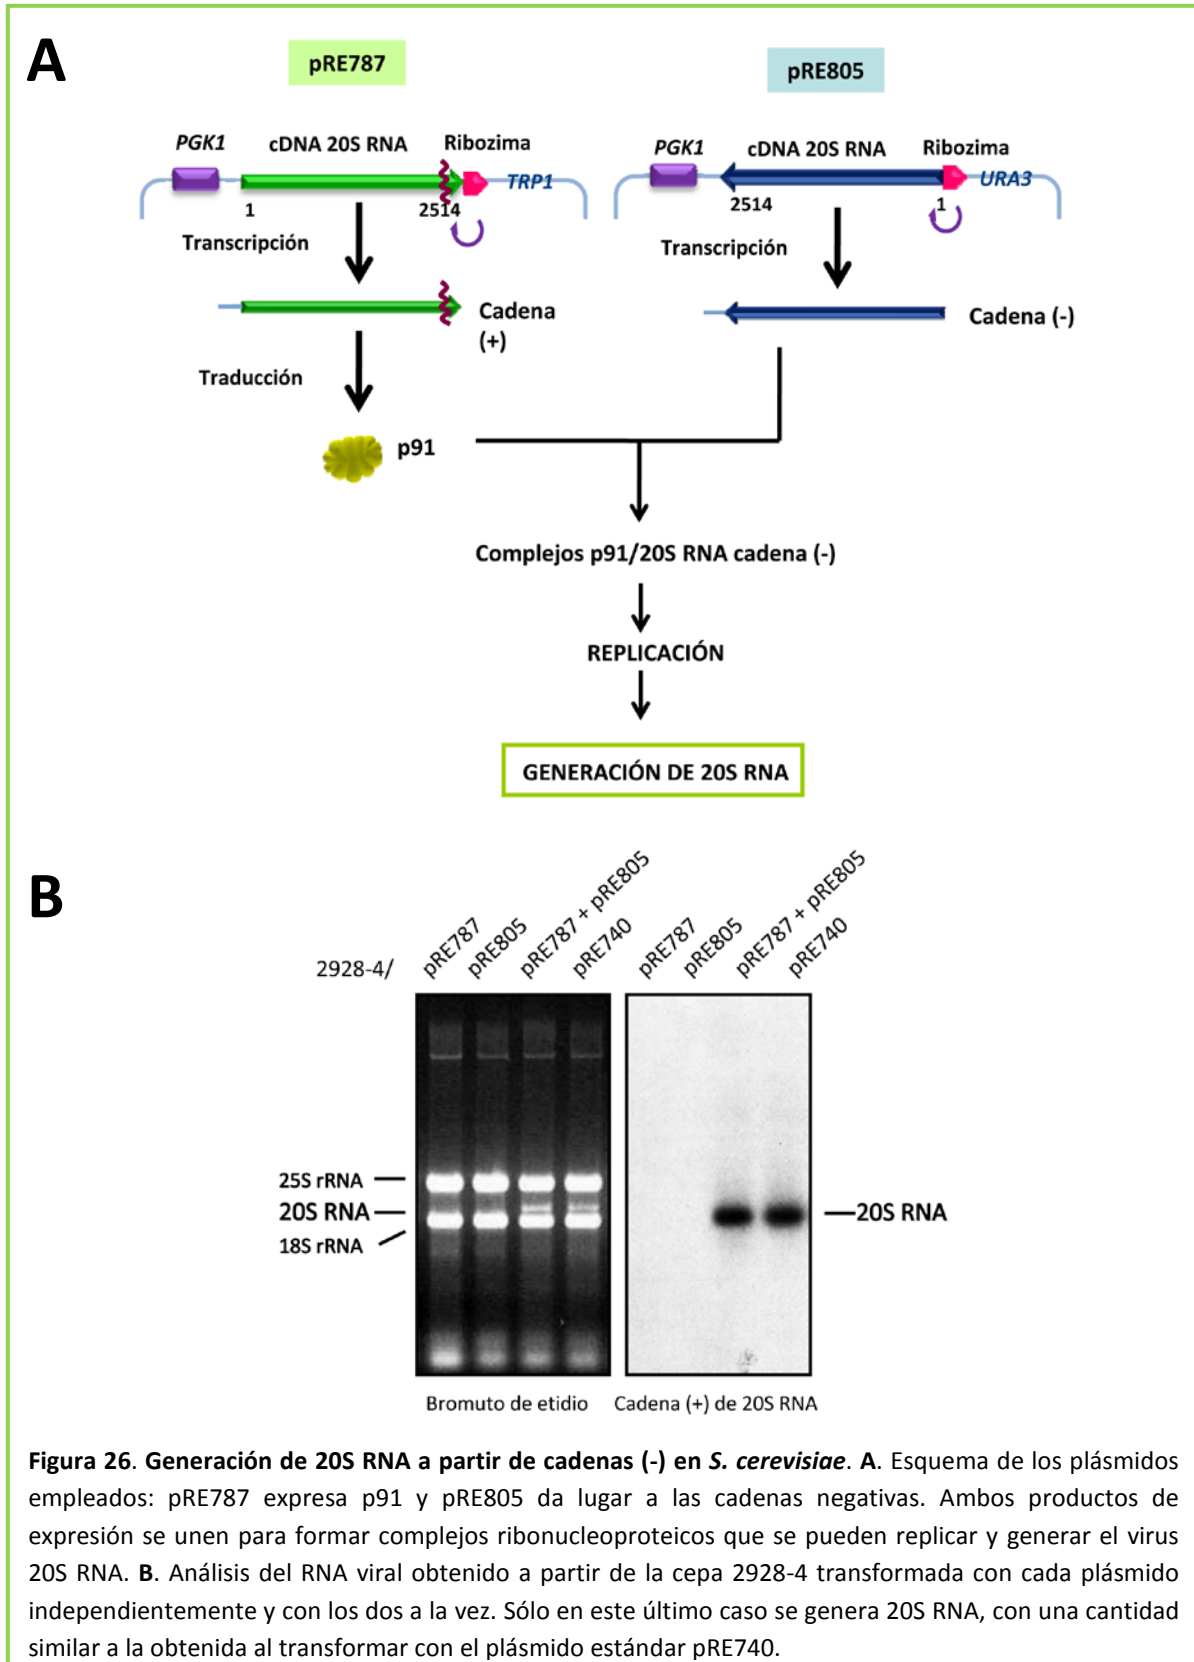 A
pRE787
pRE805
PGK1 cDNA 20S RNA Ribozima
TRP1
1 2514
PGK1 cDNA 20S RNA Ribozima
URA3
2514 1
Transcripción
Transcripción
Cadena (+)
Cadena (-)
Traducción
p91
Complejos p91/20S RNA cadena (-)
REPLICACIÓN
GENERACIÓN DE 20S RNA
B
2928-4/
pRE787
pRE805
pRE787 + pRE805
pRE740
pRE787
pRE805
pRE787 + pRE805
pRE740
25S rRNA
20S RNA
18S rRNA
20S RNA
Bromuto de etidio
Cadena (+) de 20S RNA
Figura 26. Generación de 20S RNA a partir de cadenas (-) en S. cerevisiae. A. Esquema de los plásmidos
empleados: pRE787 expresa p91 y pRE805 da lugar a las cadenas negativas. Ambos productos de
expresión se unen para formar complejos ribonucleoproteicos que se pueden replicar y generar el virus
20S RNA. B. Análisis del RNA viral obtenido a partir de la cepa 2928-4 transformada con cada plásmido
independientemente y con los dos a la vez. Sólo en este último caso se genera 20S RNA, con una cantidad
similar a la obtenida al transformar con el plásmido estándar pRE740.